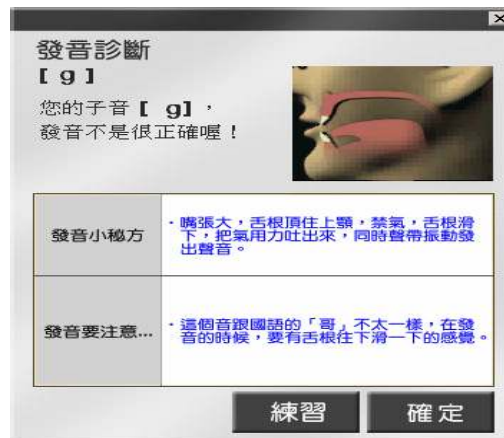 發音診斷
[ g ]
您的子音 [ g] ，
發音不是很正確喔！
發音小秘方
・嘴張大，舌根頂住上顎，禁氣，舌根滑
下，把氣用力吐出來，同時聲帶振動發
出聲音。
發音要注意...
・這個音跟國語的「哥」不太一樣，在發
音的時候，要有舌根往下滑一下的感覺。
練習
確定